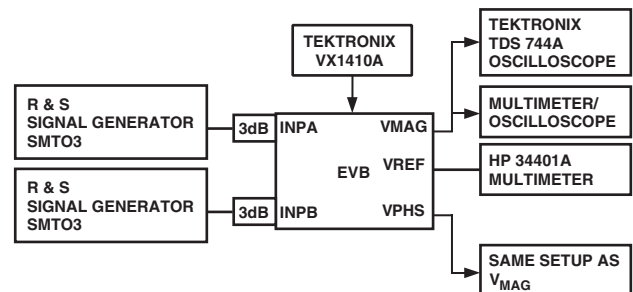 TEKTRONIX
VX1410A
TEKTRONIX
TDS 744A
OSCILLOSCOPE
R & S
SIGNAL GENERATOR
SMTO3
3dB
INPA
VMAG
MULTIMETER/
OSCILLOSCOPE
EVB
VREF
HP 34401A
MULTIMETER
R & S
SIGNAL GENERATOR
SMTO3
3dB
INPB
VPHS
SAME SETUP AS
VMAG